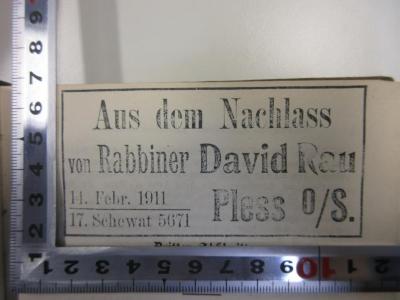 Aus dem Nachlass
von Rabbiner David Rau
14. Febr. 1911
17. Schewat 5671
Pless O/S.